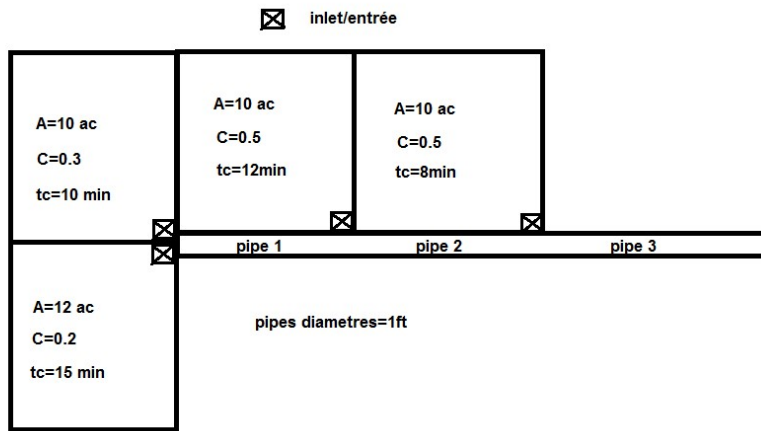 inlet/entrée
A=10 ac
C=0.3
tc=10 min
A=10 ac
C=0.5
tc=12min
A=10 ac
C=0.5
tc=8min
pipe 1
pipe 2
pipe 3
A=12 ac
C=0.2
tc=15 min
pipes diametres=1ft